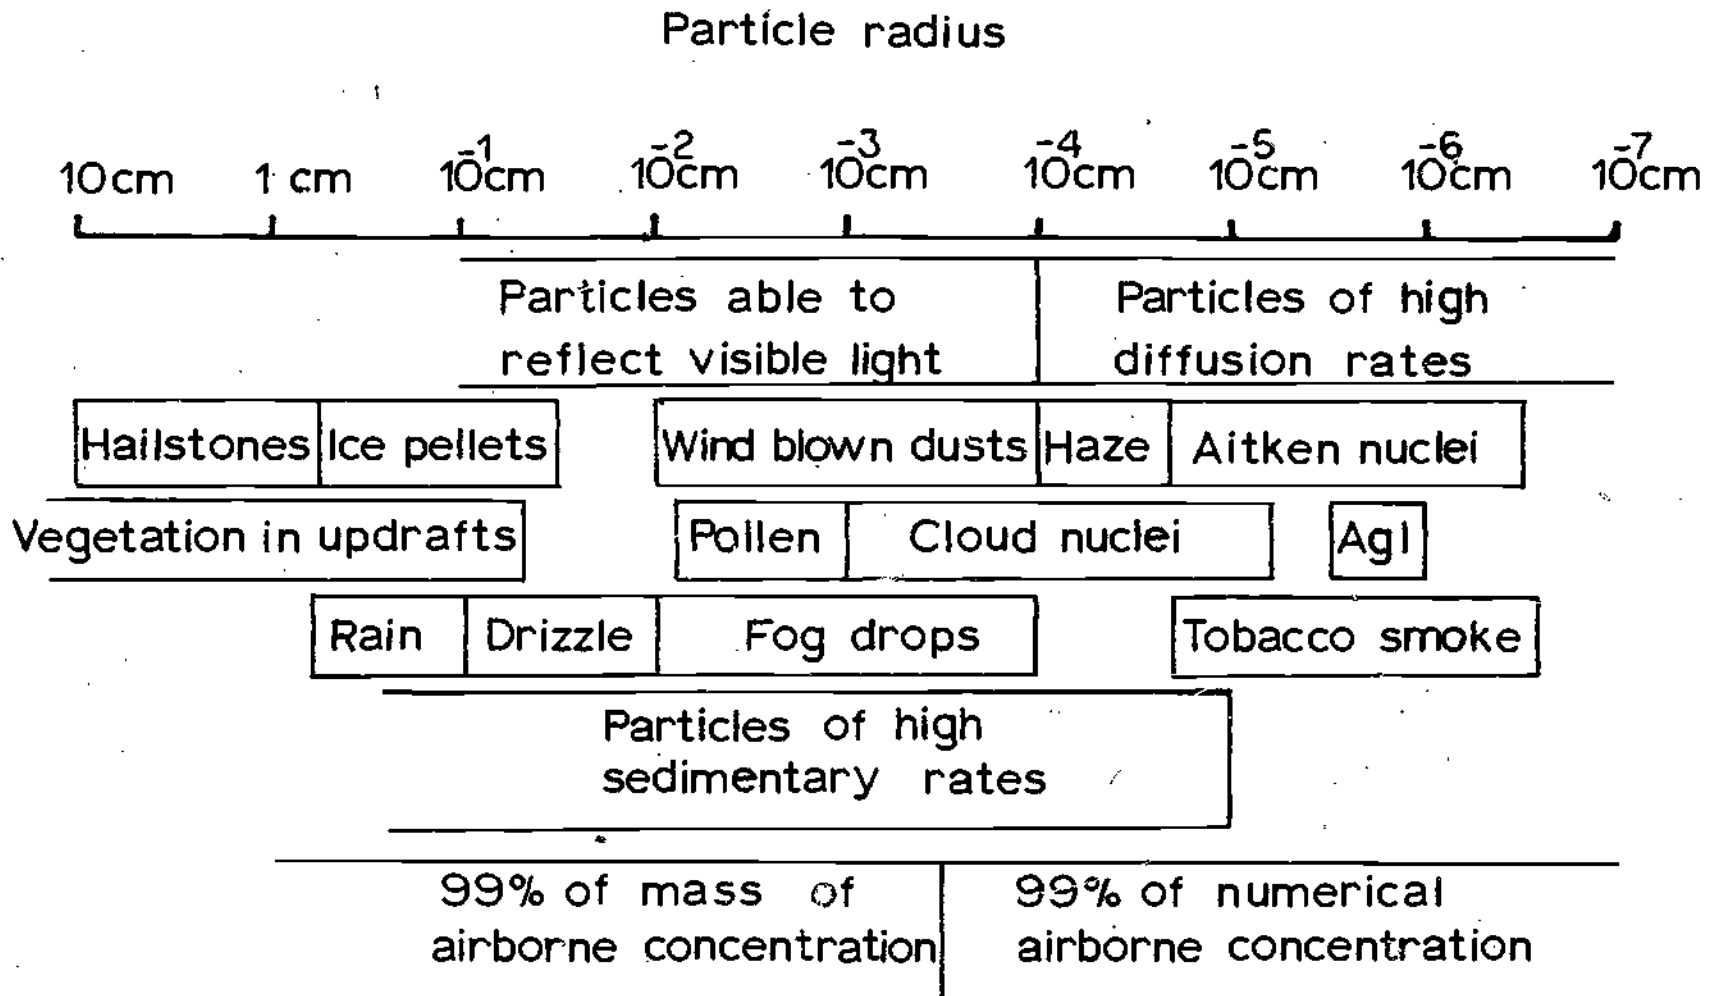 Particle radius
10cm 1 cm 10⁻¹cm 10⁻²cm 10⁻³cm 10⁻⁴cm 10⁻⁵cm 10⁻⁶cm 10⁻⁷cm
Particles able to
reflect visible light
Particles of high
diffusion rates
Hailstones Ice pellets Wind blown dusts Haze Aitken nuclei
Vegetation in updrafts Pollen Cloud nuclei AgI
Rain Drizzle Fog drops Tobacco smoke
Particles of high
sedimentary rates
99% of mass of
airborne concentration
99% of numerical
airborne concentration